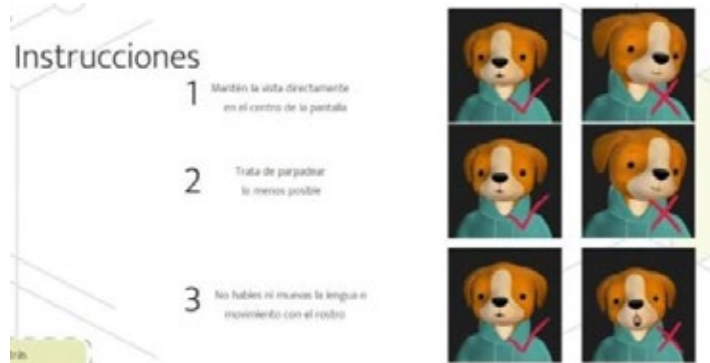 Instrucciones
1 Mantén la vista directamente
en el centro de la pantalla
2 Trata de parpadear
lo menos posible
3 No hables ni muevas la lengua o
movimiento con el rostro